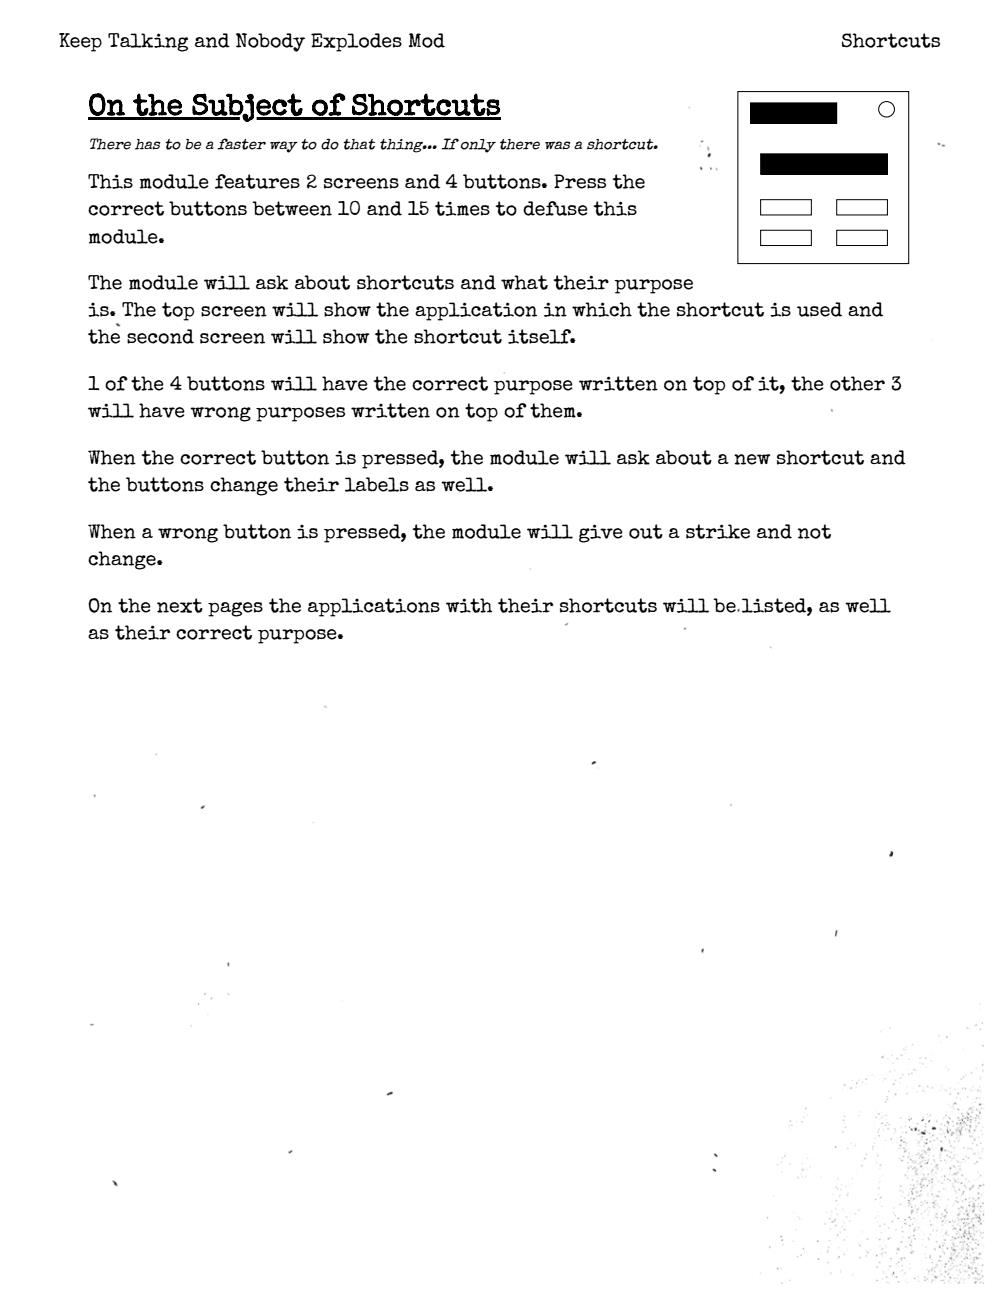 Keep Talking and Nobody Explodes Mod
Shortcuts
On the Subject of Shortcuts
There has to be a faster way to do that thing... If only there was a shortcut.
This module features 2 screens and 4 buttons. Press the
correct buttons between 10 and 15 times to defuse this
module.
The module will ask about shortcuts and what their purpose
is. The top screen will show the application in which the shortcut is used and
the second screen will show the shortcut itself.
1 of the 4 buttons will have the correct purpose written on top of it, the other 3
will have wrong purposes written on top of them.
When the correct button is pressed, the module will ask about a new shortcut and
the buttons change their labels as well.
When a wrong button is pressed, the module will give out a strike and not
change.
On the next pages the applications with their shortcuts will be listed, as well
as their correct purpose.